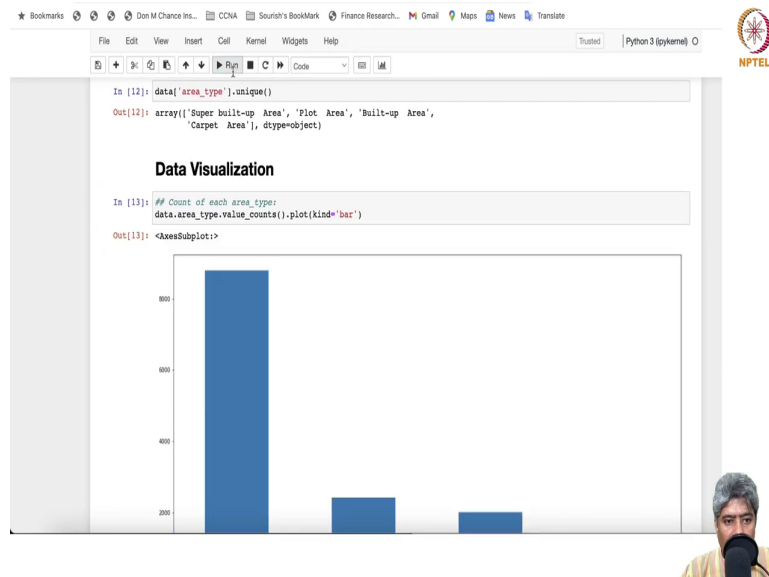 Bookmarks Don M Chance Ins... CCNA Sourish's BookMark Finance Research... Gmail Maps News Translate
NPTEL
File Edit View Insert Cell Kernel Widgets Help Trusted Python 3 (ipykernel)
Run Code
In [12]: data['area_type'].unique()
Out[12]: array(['Super built-up  Area', 'Plot  Area', 'Built-up  Area',
'Carpet  Area'], dtype=object)
Data Visualization
In [13]: ## Count of each area_type:
data.area_type.value_counts().plot(kind='bar')
Out[13]: <AxesSubplot:>
8000
6000
4000
2000